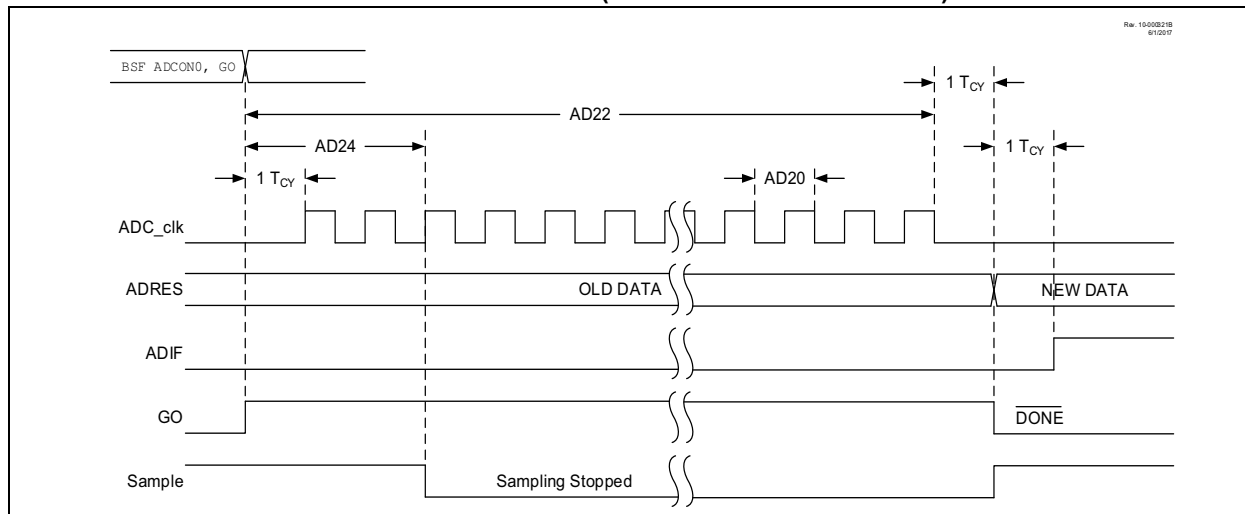 Rev. 10-000321B
6/1/2017
BSF ADCON0, GO
1 TCY
AD22
AD24
1 TCY
1 TCY
AD20
ADC_clk
ADRES
OLD DATA
NEW DATA
ADIF
GO
DONE
Sample
Sampling Stopped